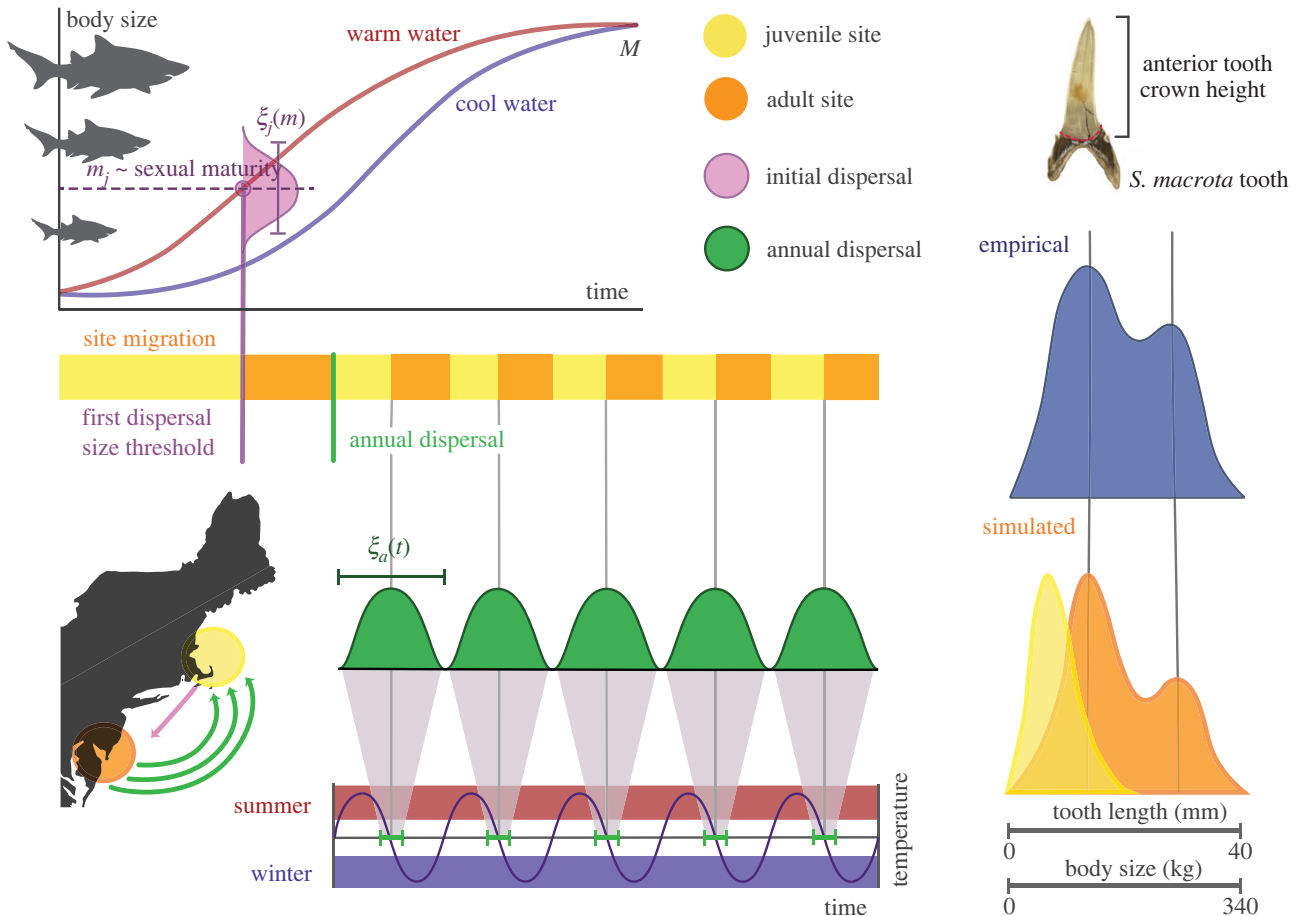 body size
warm water
M
cool water
ξj(m)
mj ~ sexual maturity
time
juvenile site
adult site
initial dispersal
annual dispersal
anterior tooth
crown height
S. macrota tooth
site migration
first dispersal
size threshold
annual dispersal
ξa(t)
summer
winter
temperature
time
empirical
simulated
tooth length (mm)
0
40
body size (kg)
0
340